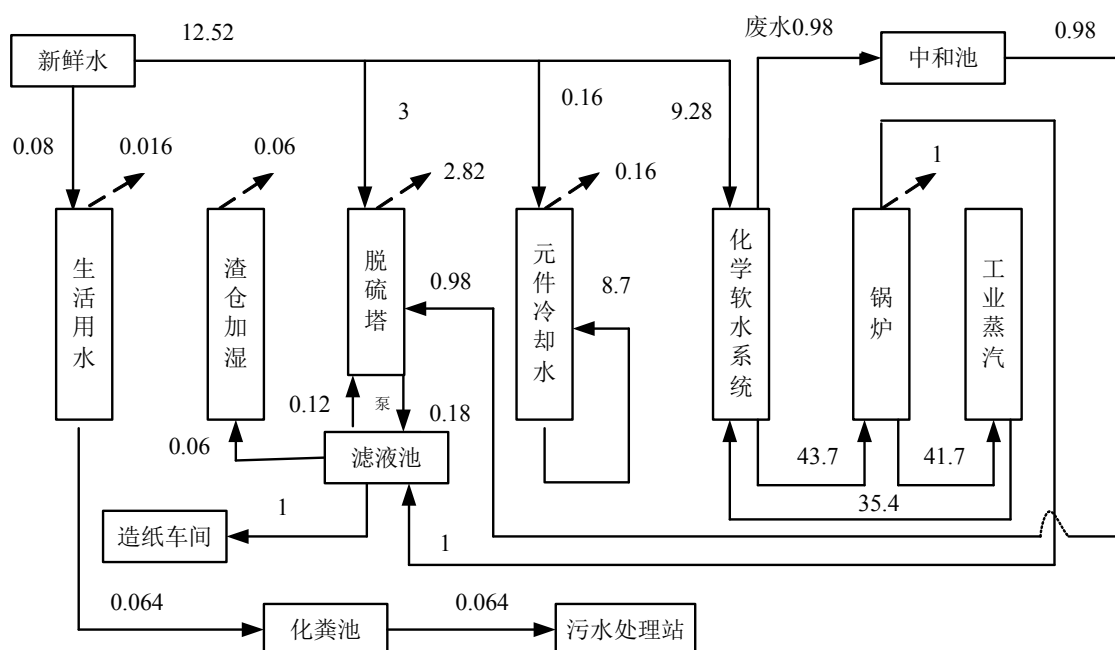 12.52
废水0.98
0.98
新鲜水
中和池
0.08
0.016
0.06
3
2.82
0.16
0.16
9.28
1
生活用水
渣仓加湿
脱硫塔
元件冷却水
化学软水系统
锅炉
工业蒸汽
0.98
8.7
0.12
泵
0.18
0.06
滤液池
43.7
41.7
35.4
1
造纸车间
1
0.064
0.064
化粪池
污水处理站